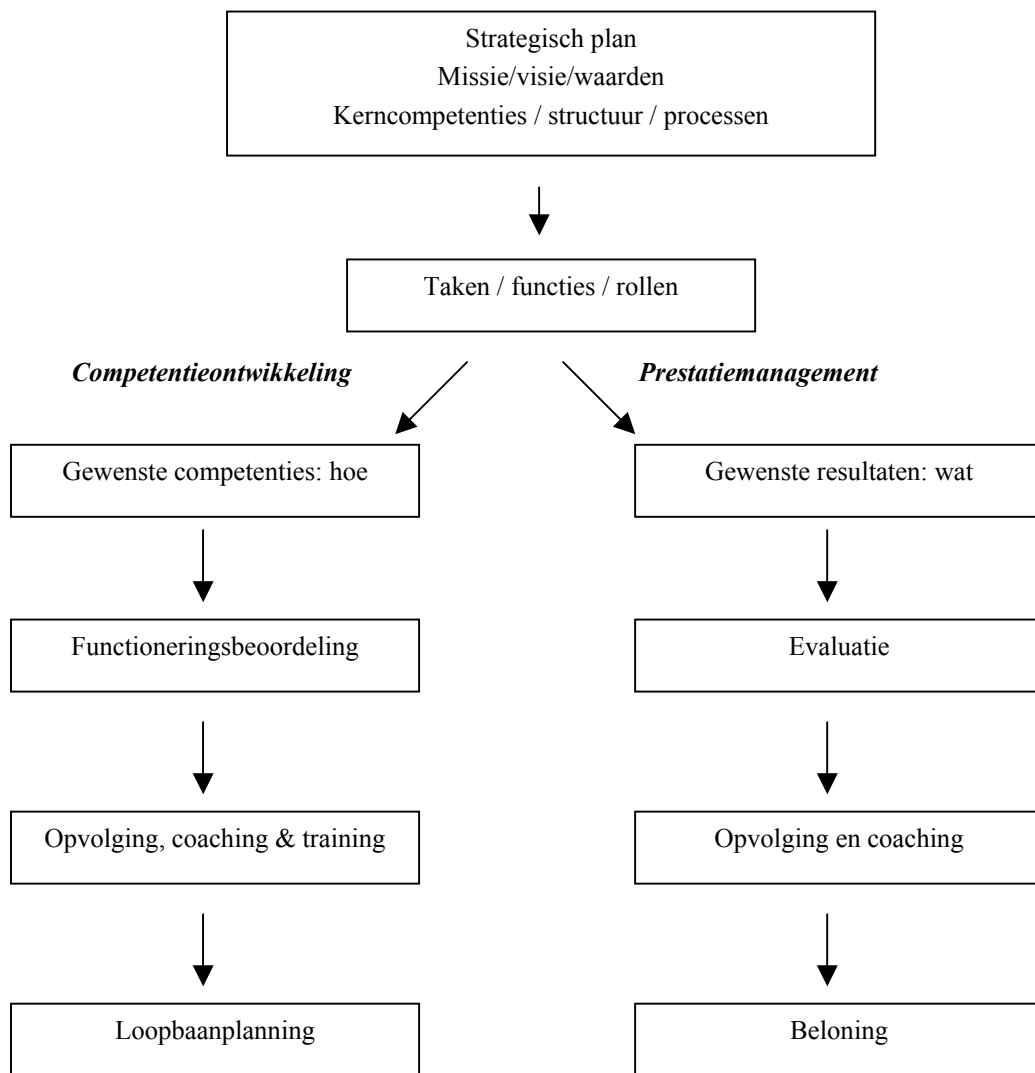 Strategisch plan
Missie/visie/waarden
Kerncompetenties / structuur / processen
Taken / functies / rollen
Competentieontwikkeling
Prestatiemanagement
Gewenste competenties: hoe
Gewenste resultaten: wat
Functioneringsbeoordeling
Evaluatie
Opvolging, coaching & training
Opvolging en coaching
Loopbaanplanning
Beloning